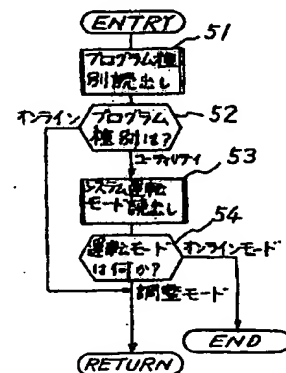 ENTRY
51
プログラム種
別読出し
オンライン
52
プログラム
種別は?
ユーティリティ
53
システム運転
モード読出し
54
運転モード
は何か?
オンラインモード
調整モード
END
RETURN